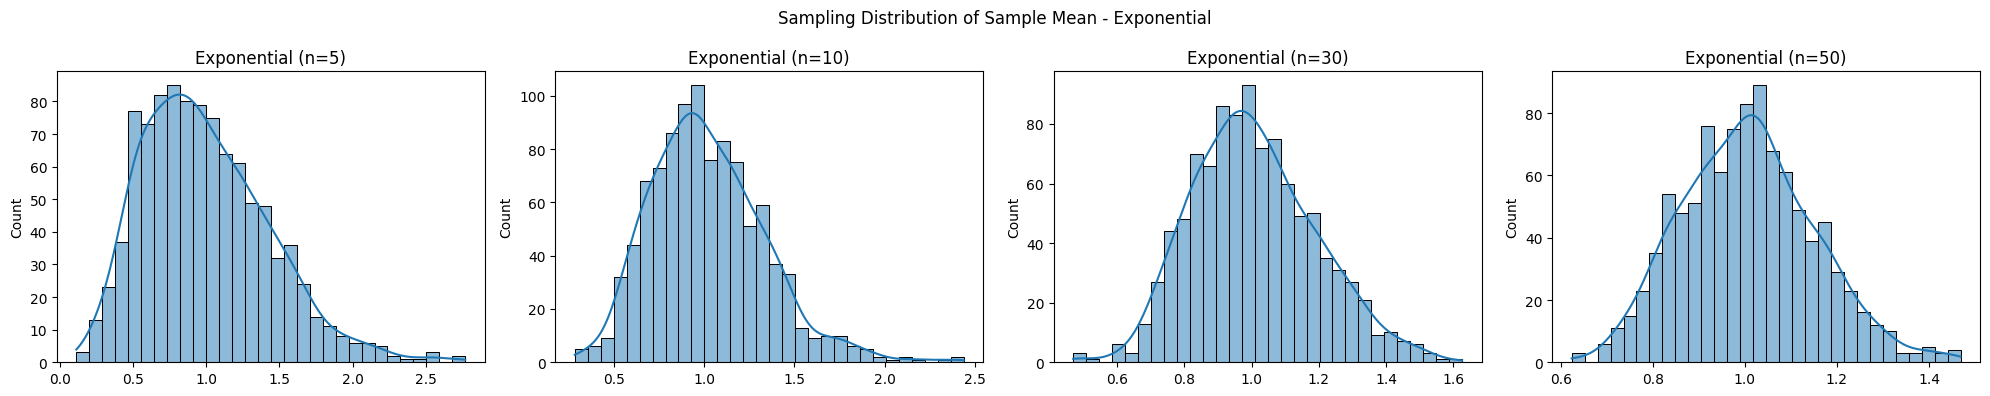 Sampling Distribution of Sample Mean - Exponential
Exponential (n=5)
Count
80
70
60
50
40
30
20
10
0
0.0 0.5 1.0 1.5 2.0 2.5
Exponential (n=10)
Count
100
80
60
40
20
0
0.5 1.0 1.5 2.0 2.5
Exponential (n=30)
Count
80
60
40
20
0
0.6 0.8 1.0 1.2 1.4 1.6
Exponential (n=50)
Count
80
60
40
20
0
0.6 0.8 1.0 1.2 1.4